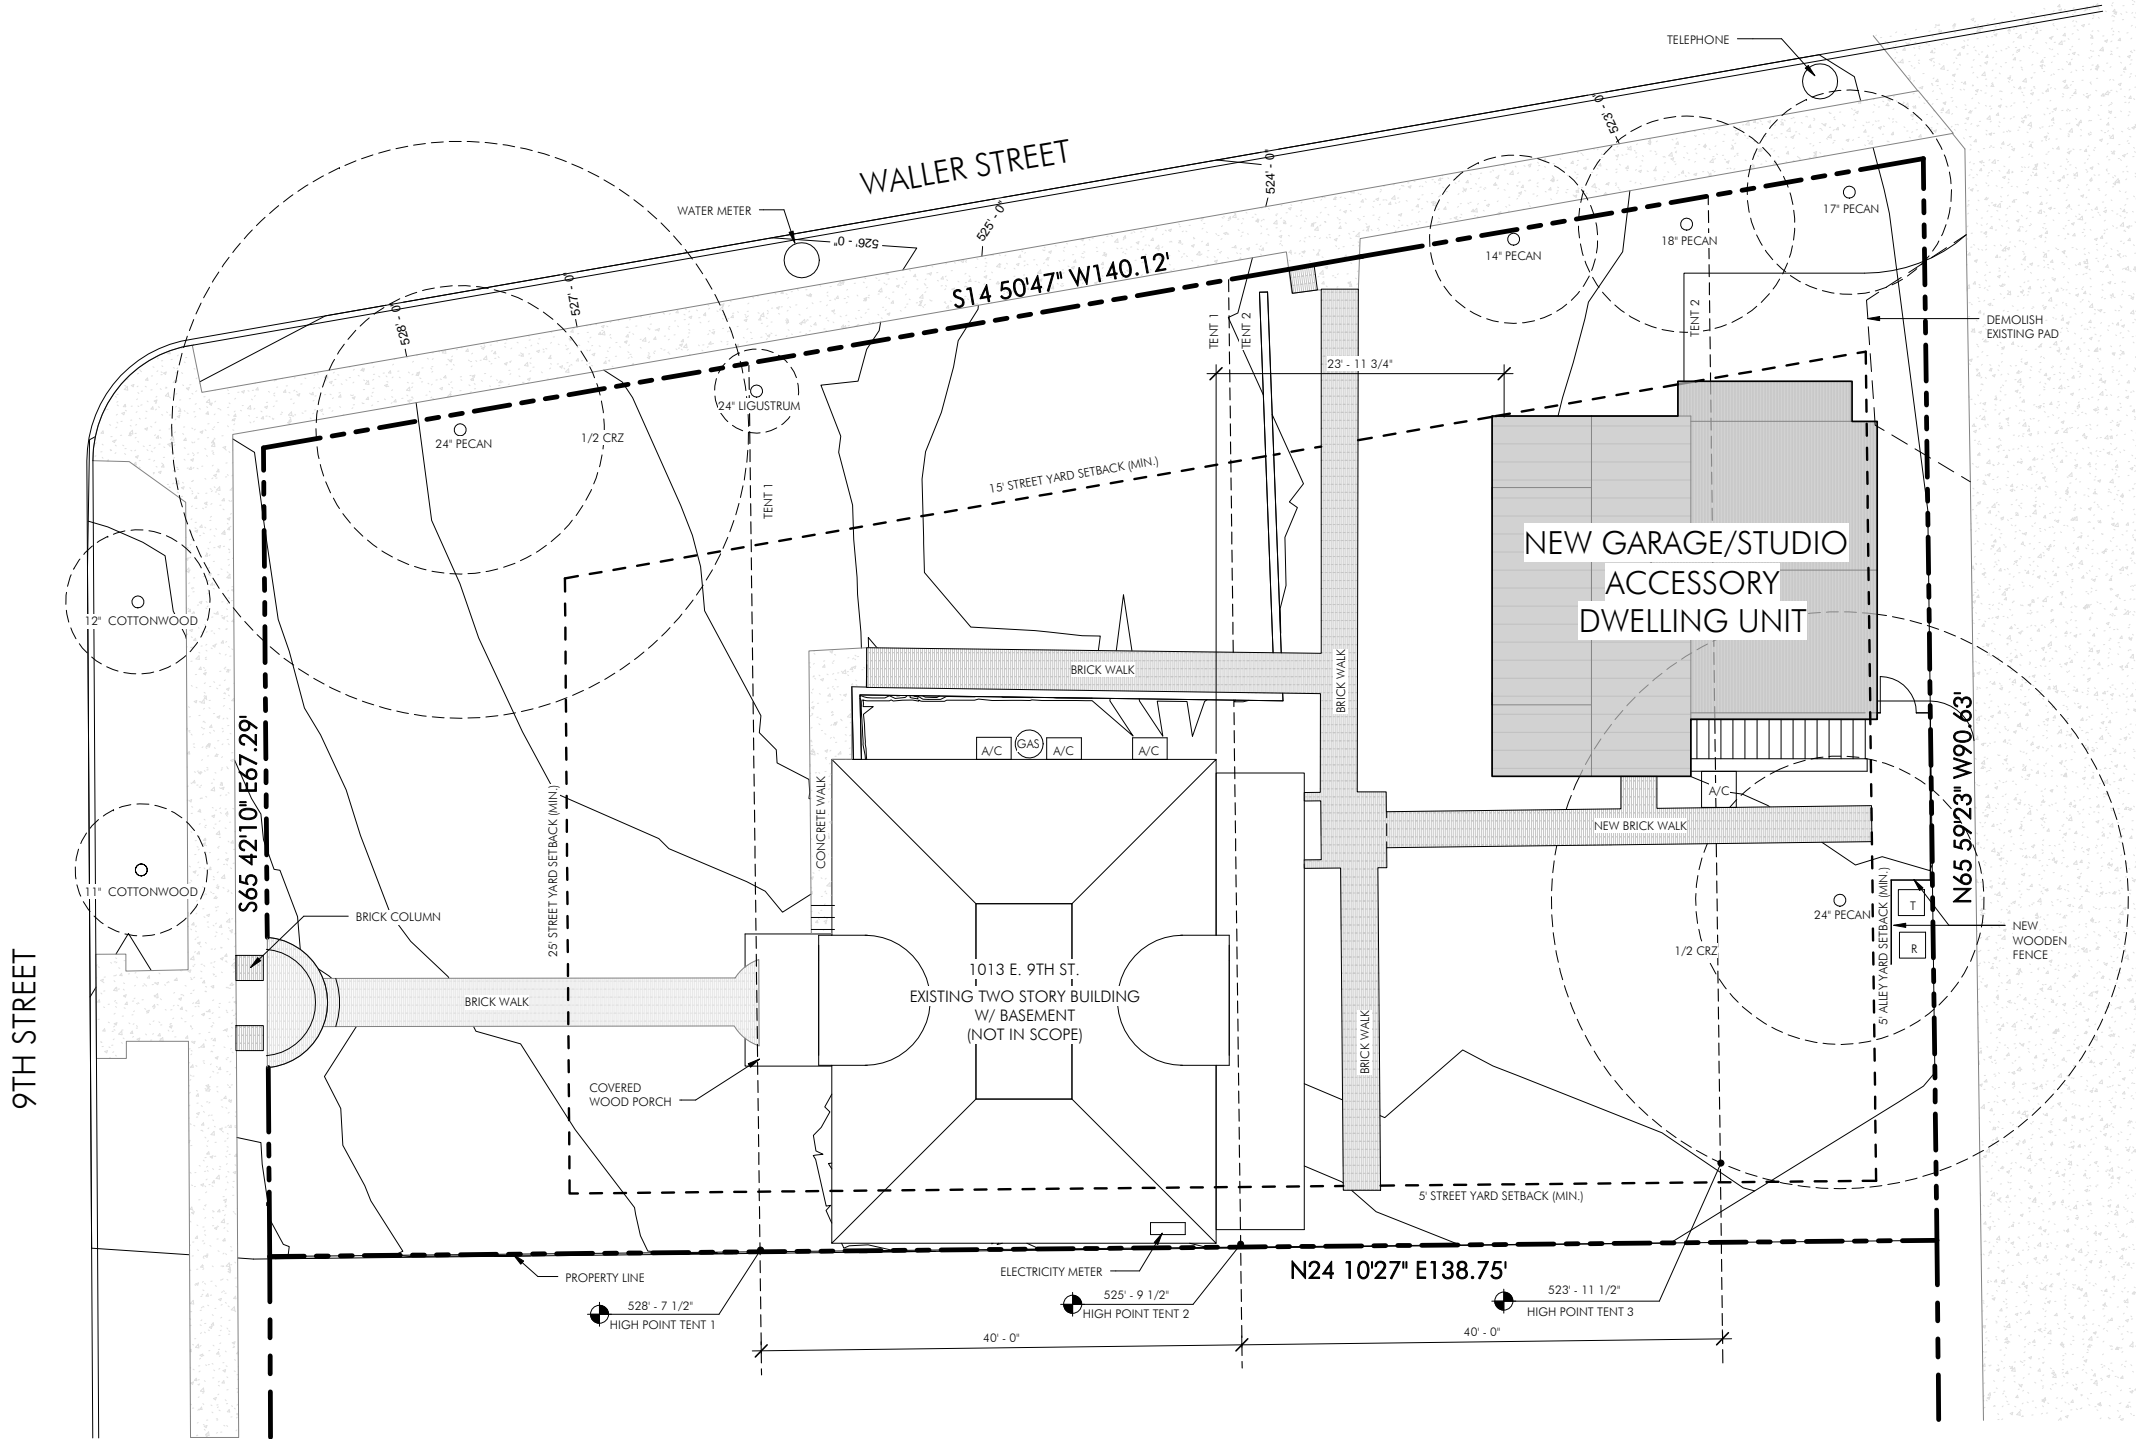 TELEPHONE
WALLER STREET
WATER METER
528' - 0"
527' - 0"
526' - 0"
525' - 0"
524' - 0"
523' - 0"
S14 50'47" W140.12'
17" PECAN
18" PECAN
14" PECAN
DEMOLISH
EXISTING PAD
TENT 1
TENT 2
TENT 2
23' - 11 3/4"
24" LIGUSTRUM
24" PECAN
1/2 CRZ
TENT 1
15' STREET YARD SETBACK (MIN.)
NEW GARAGE/STUDIO
ACCESSORY
DWELLING UNIT
12" COTTONWOOD
BRICK WALK
BRICK WALK
S65 42'10" E67.29'
N65 59'23" W90.63'
A/C
GAS
A/C
A/C
A/C
25' STREET YARD SETBACK (MIN.)
CONCRETE WALK
NEW BRICK WALK
11" COTTONWOOD
BRICK COLUMN
24" PECAN
1/2 CRZ
5' ALLEY YARD SETBACK (MIN.)
T
R
NEW
WOODEN
FENCE
9TH STREET
BRICK WALK
1013 E. 9TH ST.
EXISTING TWO STORY BUILDING
W/ BASEMENT
(NOT IN SCOPE)
BRICK WALK
COVERED
WOOD PORCH
5' STREET YARD SETBACK (MIN.)
PROPERTY LINE
ELECTRICITY METER
N24 10'27" E138.75'
528' - 7 1/2"
HIGH POINT TENT 1
525' - 9 1/2"
HIGH POINT TENT 2
523' - 11 1/2"
HIGH POINT TENT 3
40' - 0"
40' - 0"